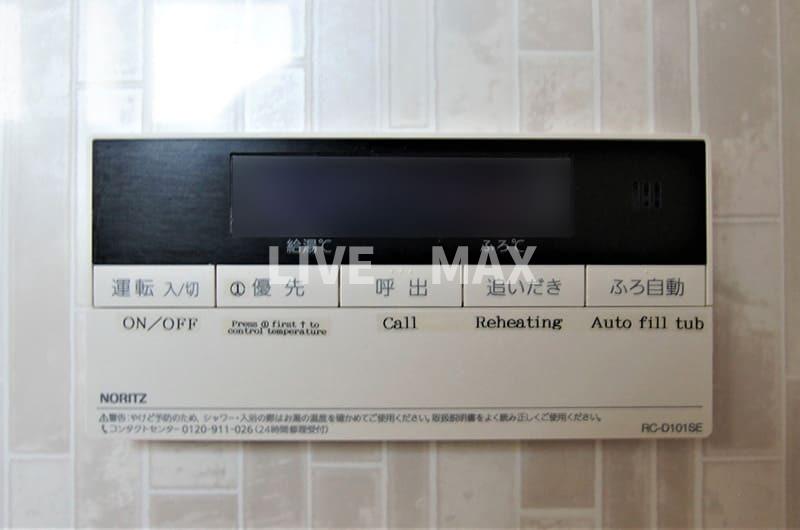 給湯℃ ふろ℃
LIVE MAX
運転 入/切 ①優先 呼出 追いだき ふろ自動
ON/OFF Press ① first ↑ to Call Reheating Auto fill tub
control temperature
NORITZ
⚠警告:やけど予防のため、シャワー・入浴の際はお湯の温度を確かめてご使用ください。取扱説明書をよく読み正しくご使用ください。
コンタクトセンター 0120-911-026(24時間修理受付) RC-D101SE